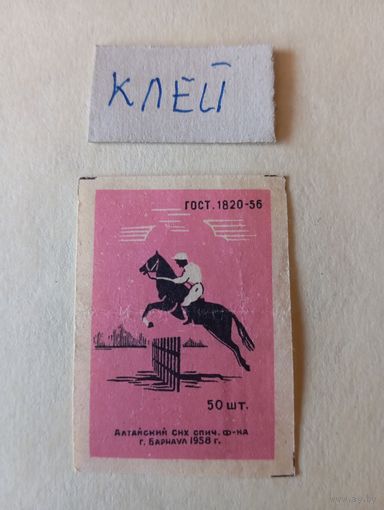 КЛЕЙ
ГОСТ. 1820-56
50 шт.
АЛТАЙСКИЙ СНХ СПИЧ. Ф-КА
Г. БАРНАУЛ 1958 г.